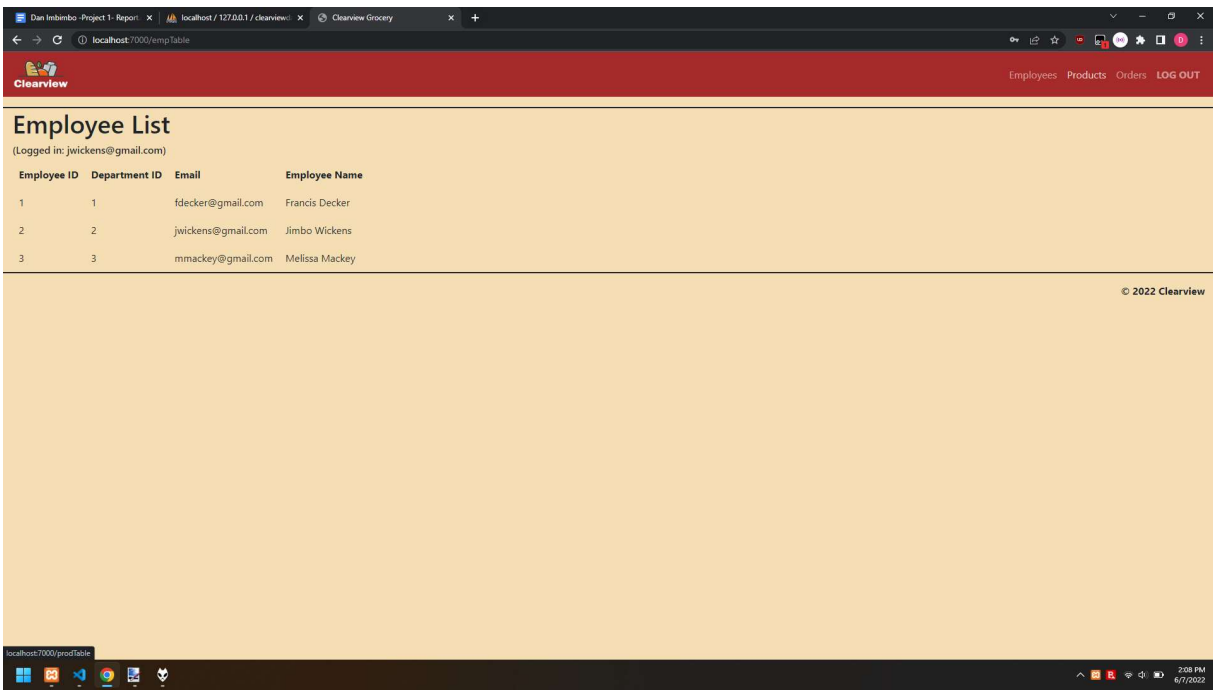 Dan Imbimbo -Project 1- Report
localhost / 127.0.0.1 / clearviewd
Clearview Grocery
localhost:7000/empTable
Clearview
Employees Products Orders LOG OUT
Employee List
(Logged in: jwickens@gmail.com)
Employee ID Department ID Email Employee Name
1 1 fdecker@gmail.com Francis Decker
2 2 jwickens@gmail.com Jimbo Wickens
3 3 mmackey@gmail.com Melissa Mackey
© 2022 Clearview
localhost:7000/prodTable
2:08 PM
6/7/2022